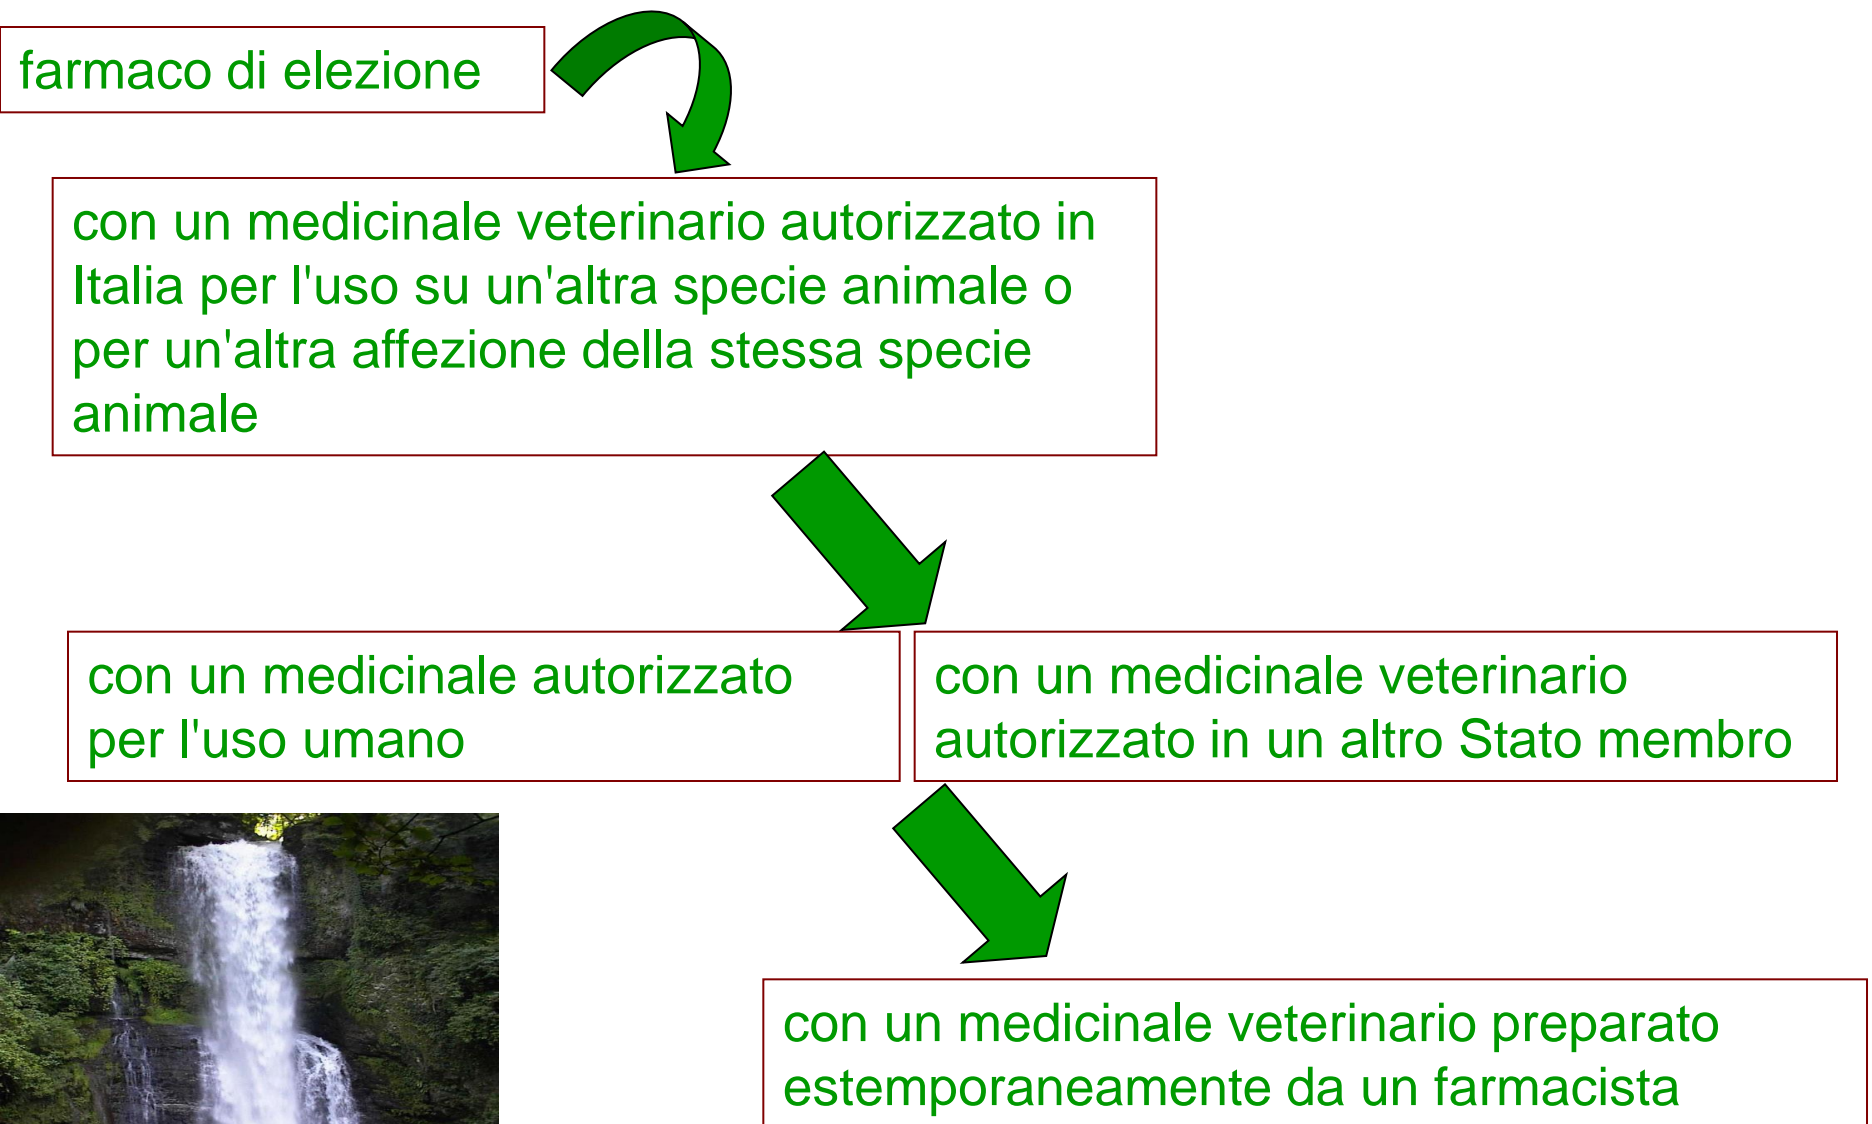 farmaco di elezione
con un medicinale veterinario autorizzato in
Italia per l'uso su un'altra specie animale o
per un'altra affezione della stessa specie
animale
con un medicinale autorizzato
per l'uso umano
con un medicinale veterinario
autorizzato in un altro Stato membro
con un medicinale veterinario preparato
estemporaneamente da un farmacista